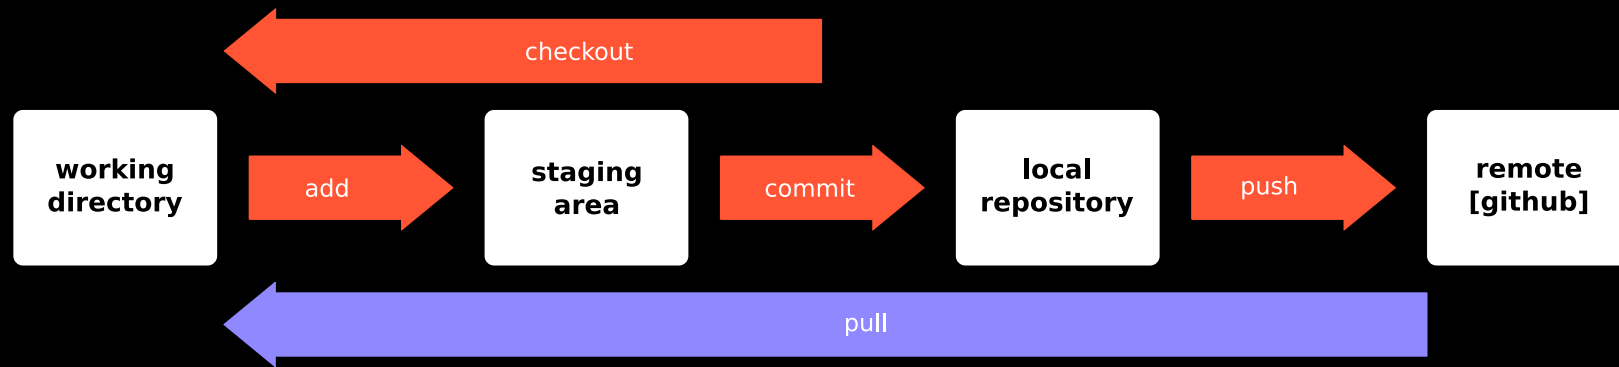 checkout
working
directory
add
staging
area
commit
local
repository
push
remote
[github]
pull